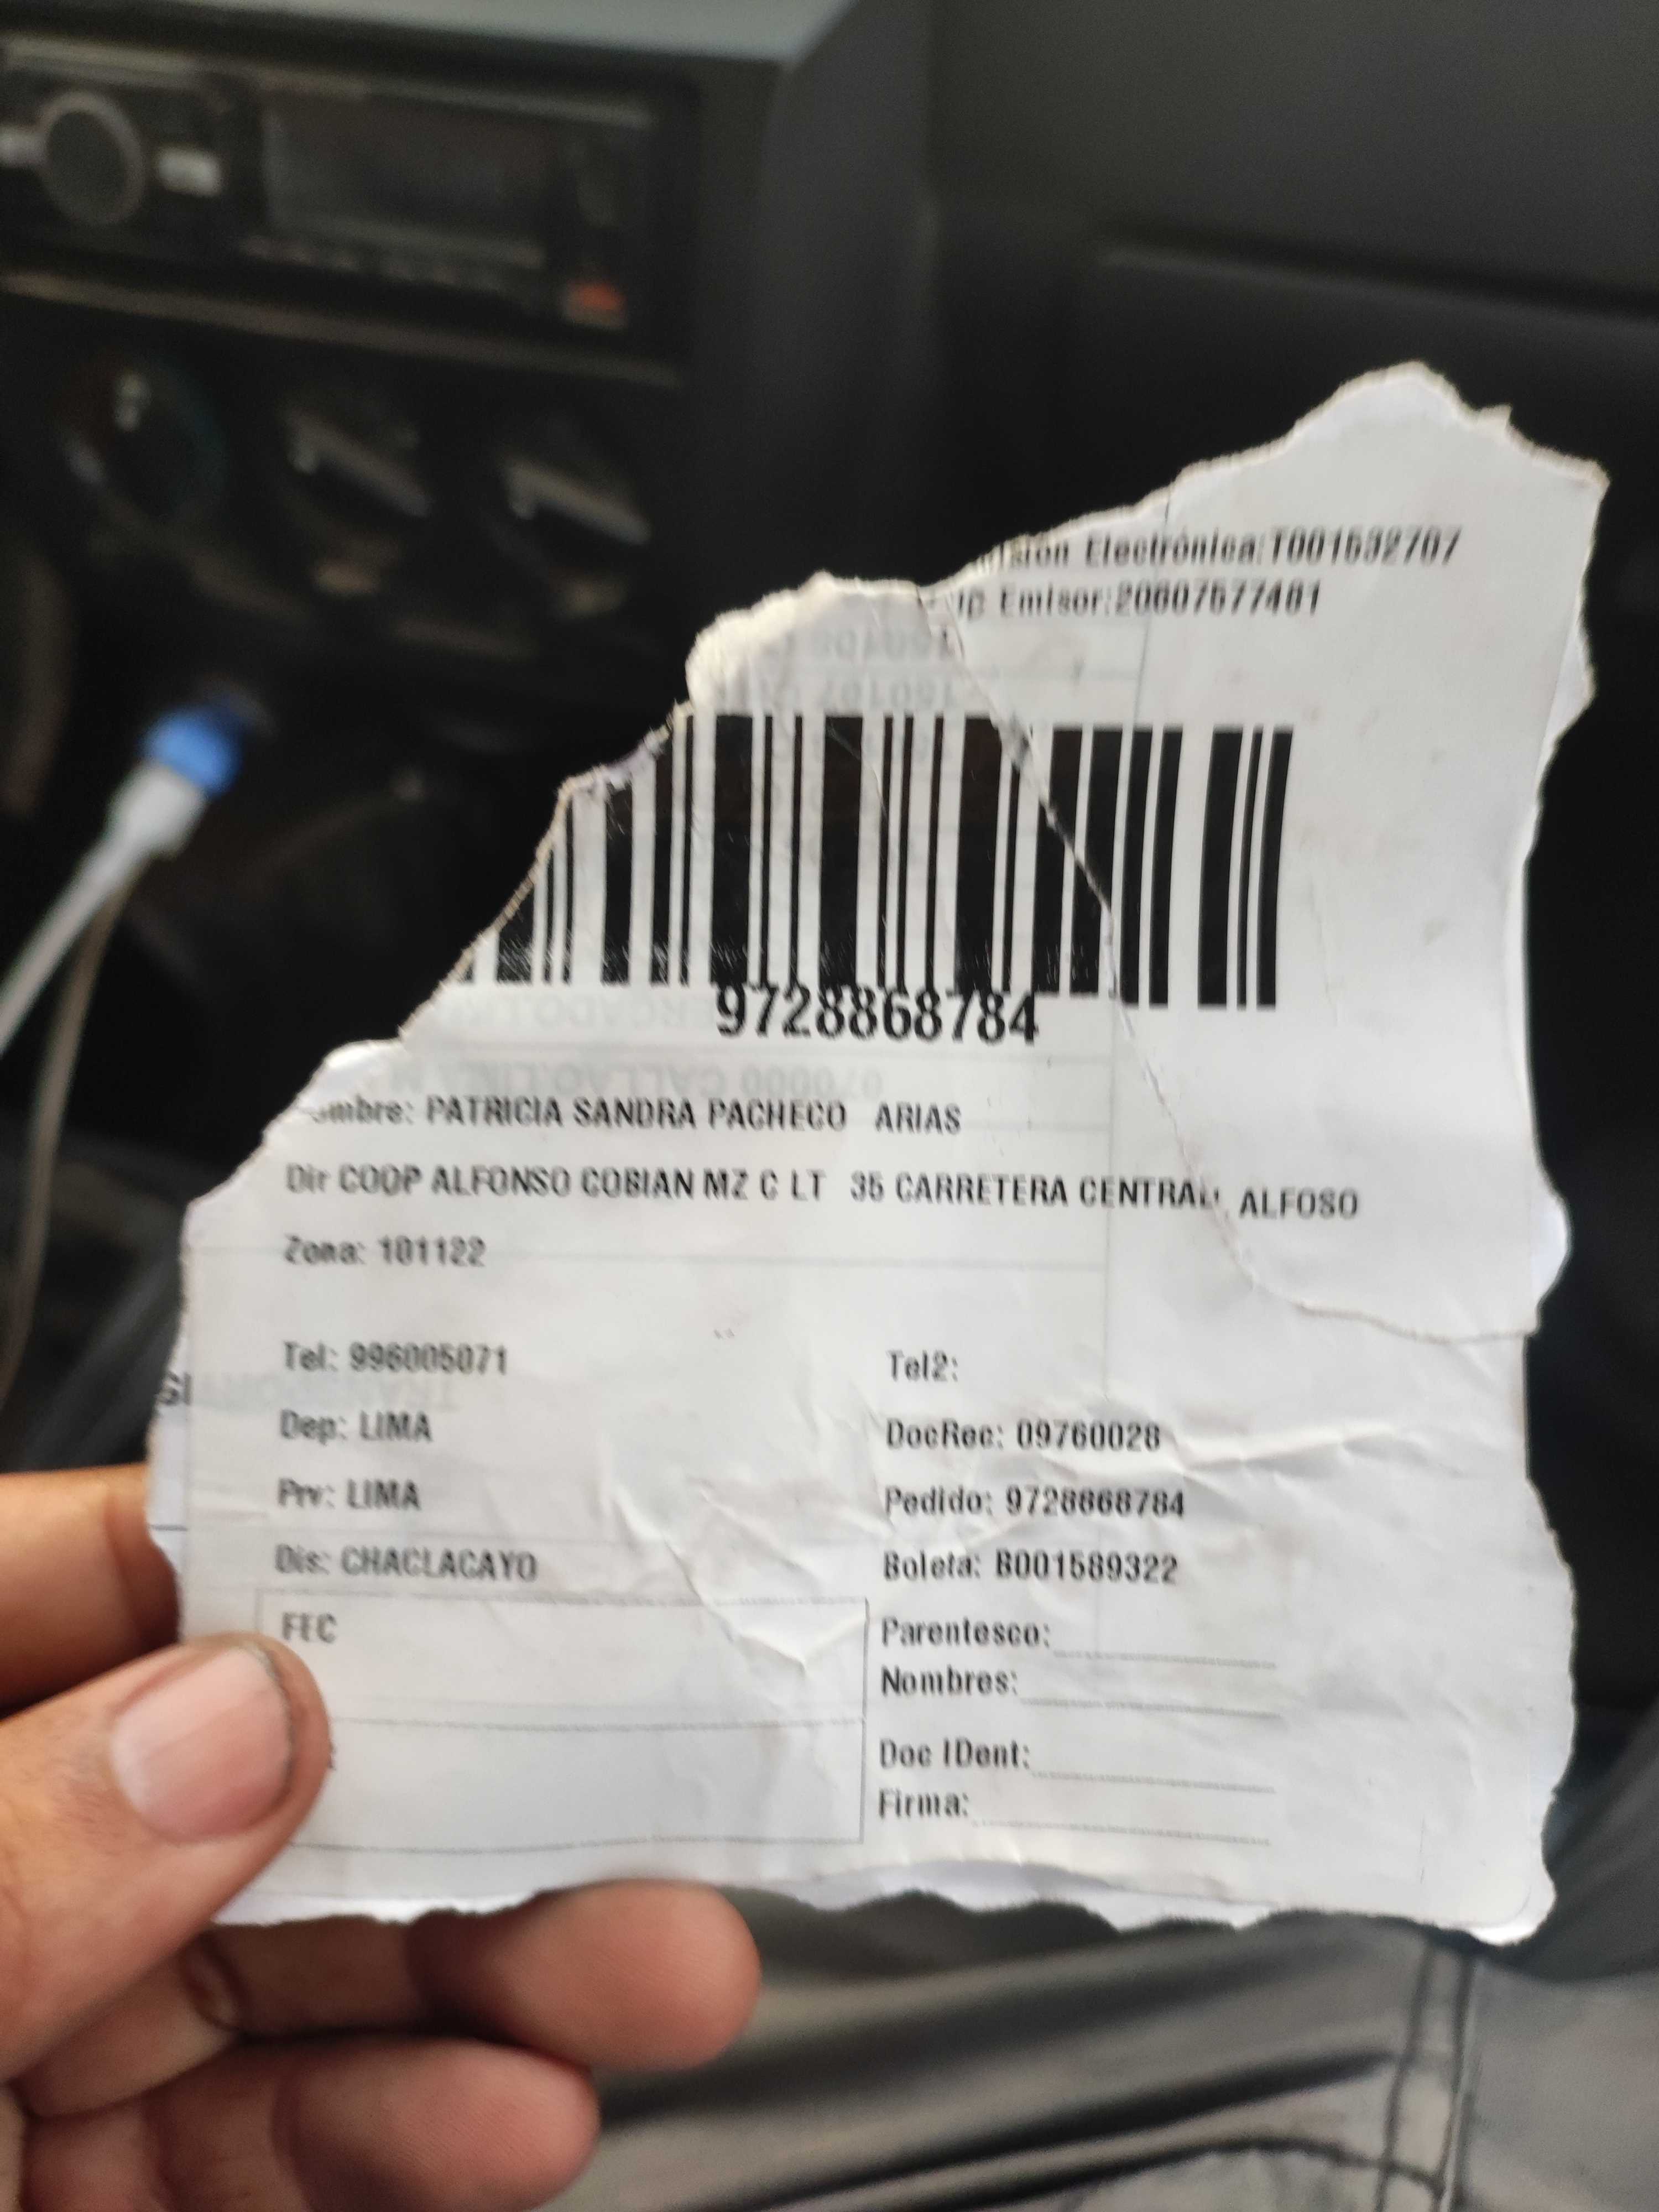 isión Electrónica:T001532707
Emisor:20607577481
9728868784
ombre: PATRICIA SANDRA PACHECO ARIAS
Dir COOP ALFONSO COBIAN MZ C LT 35 CARRETERA CENTRAL, ALFOSO
Zona: 101122
Tel: 996005071 Tel2:
Dep: LIMA DocRec: 09760028
Prv: LIMA Pedido: 9728868784
Dis: CHACLACAYO Boleta: B001589322
FEC Parentesco:
Nombres:
Doc IDent:
Firma: